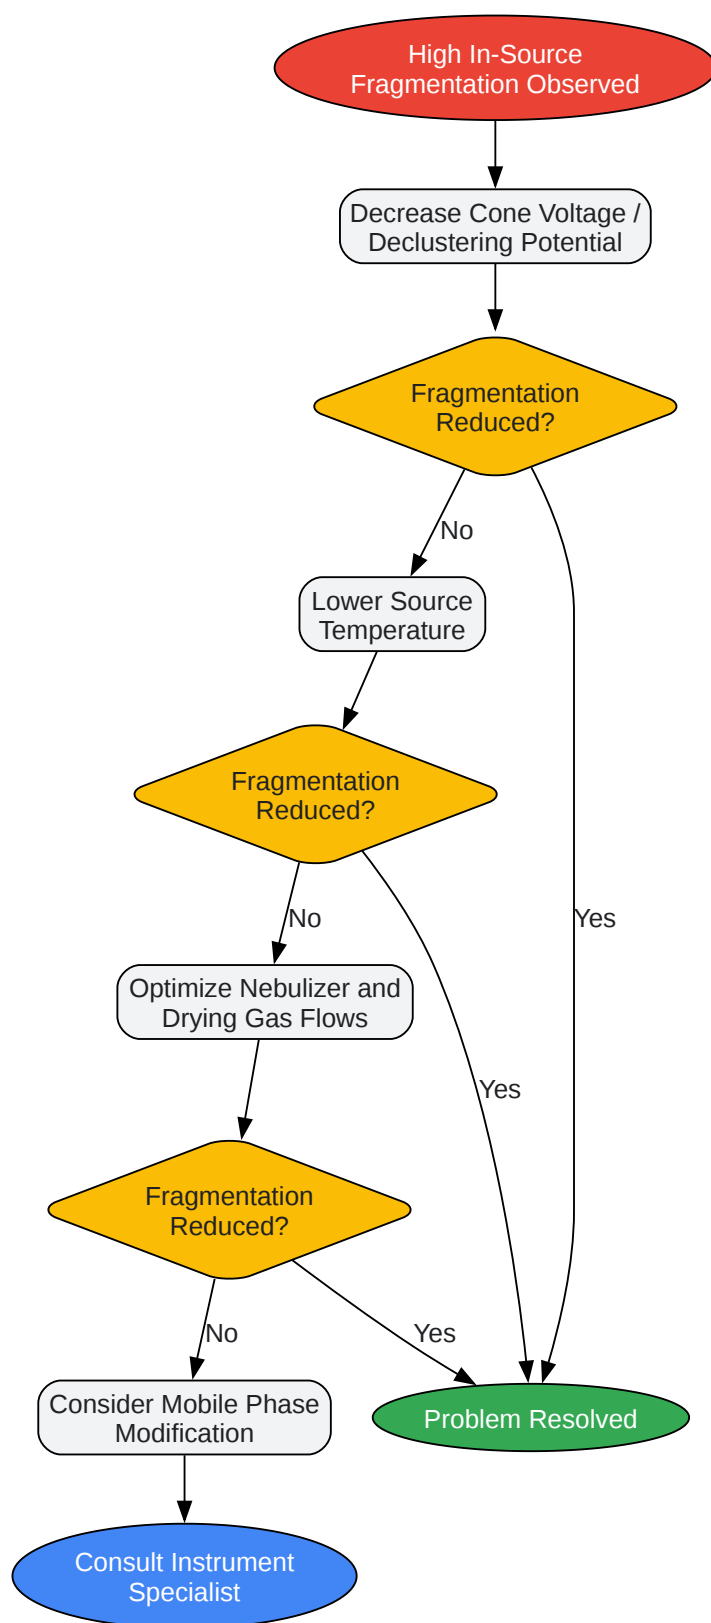 High In-Source
Fragmentation Observed
Decrease Cone Voltage /
Declustering Potential
Fragmentation
Reduced?
No
Lower Source
Temperature
Fragmentation
Reduced?
No
Yes
Optimize Nebulizer and
Drying Gas Flows
Yes
Fragmentation
Reduced?
No
Yes
Consider Mobile Phase
Modification
Problem Resolved
Consult Instrument
Specialist